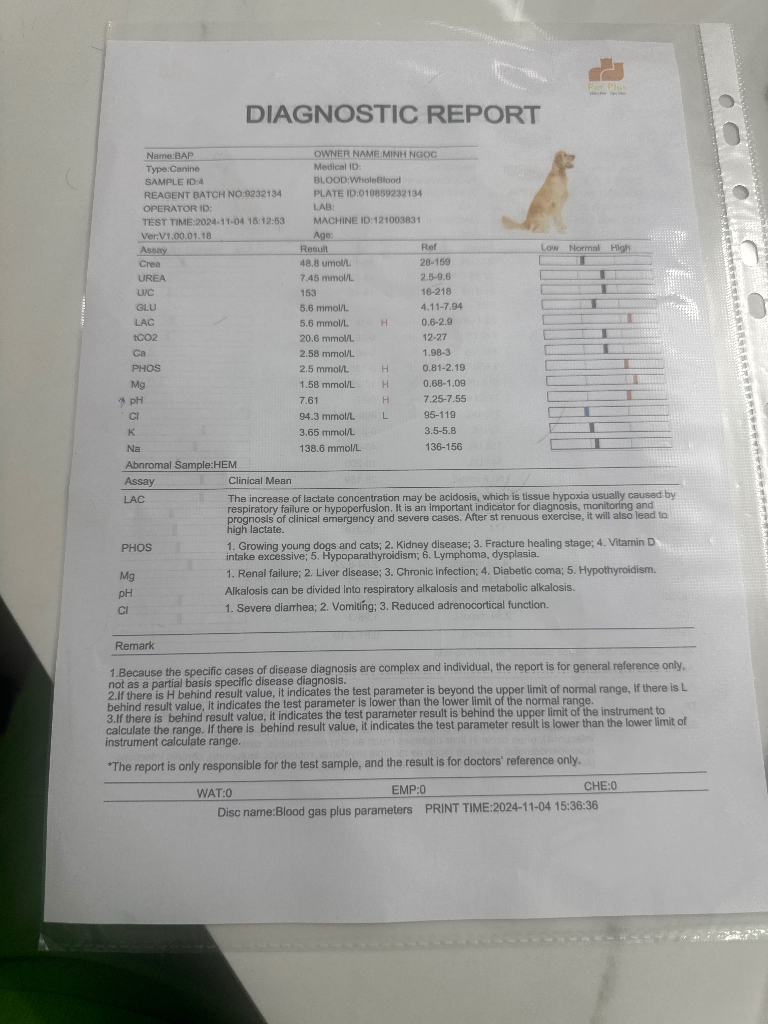 Pet Plus
DIAGNOSTIC REPORT
Name:BAP OWNER NAME:MINH NGOC
Type:Canine Medical ID:
SAMPLE ID:4 BLOOD:WholeBlood
REAGENT BATCH NO:9232134 PLATE ID:019859232134
OPERATOR ID: LAB:
TEST TIME:2024-11-04 15:12:53 MACHINE ID:121003831
Ver:V1.00.01.18 Age:
Assay Result Ref Low Normal High
Crea 48.8 umol/L 28-159
UREA 7.45 mmol/L 2.5-9.6
U/C 153 16-218
GLU 5.6 mmol/L 4.11-7.94
LAC 5.6 mmol/L H 0.6-2.9
tCO2 20.6 mmol/L 12-27
Ca 2.58 mmol/L 1.98-3
PHOS 2.5 mmol/L H 0.81-2.19
Mg 1.58 mmol/L H 0.68-1.09
pH 7.61 H 7.25-7.55
Cl 94.3 mmol/L L 95-119
K 3.65 mmol/L 3.5-5.8
Na 138.6 mmol/L 136-156
Abnromal Sample:HEM
Assay Clinical Mean
LAC The increase of lactate concentration may be acidosis, which is tissue hypoxia usually caused by
respiratory failure or hypoperfusion. It is an important indicator for diagnosis, monitoring and
prognosis of clinical emergency and severe cases. After st renuous exercise, it will also lead to
high lactate.
PHOS 1. Growing young dogs and cats; 2. Kidney disease; 3. Fracture healing stage; 4. Vitamin D
intake excessive; 5. Hypoparathyroidism; 6. Lymphoma, dysplasia.
Mg 1. Renal failure; 2. Liver disease; 3. Chronic infection; 4. Diabetic coma; 5. Hypothyroidism.
pH Alkalosis can be divided into respiratory alkalosis and metabolic alkalosis.
Cl 1. Severe diarrhea; 2. Vomiting; 3. Reduced adrenocortical function.
Remark
1.Because the specific cases of disease diagnosis are complex and individual, the report is for general reference only,
not as a partial basis specific disease diagnosis.
2.If there is H behind result value, it indicates the test parameter is beyond the upper limit of normal range, If there is L
behind result value, it indicates the test parameter is lower than the lower limit of the normal range.
3.If there is behind result value, it indicates the test parameter result is behind the upper limit of the instrument to
calculate the range. If there is behind result value, it indicates the test parameter result is lower than the lower limit of
instrument calculate range.
*The report is only responsible for the test sample, and the result is for doctors' reference only.
WAT:0 EMP:0 CHE:0
Disc name:Blood gas plus parameters PRINT TIME:2024-11-04 15:36:36